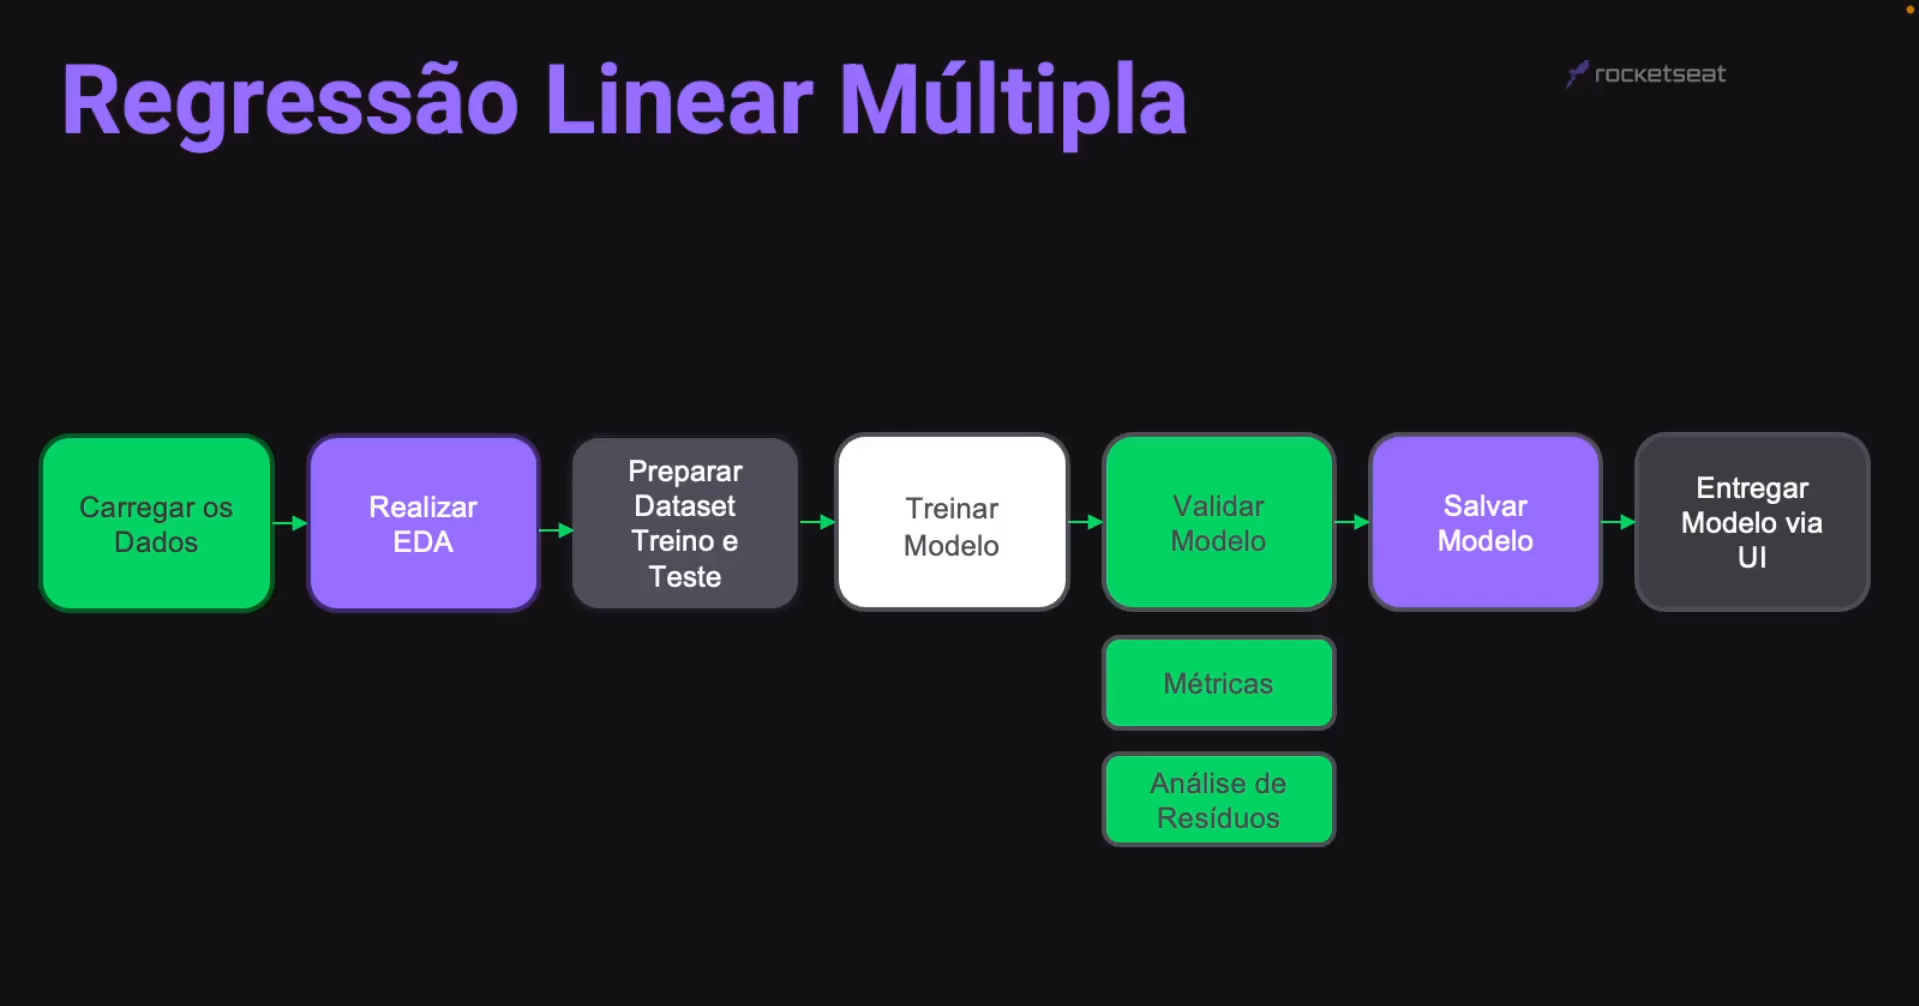 Regressão Linear Múltipla
rocketseat
Carregar os
Dados
Realizar
EDA
Preparar
Dataset
Treino e
Teste
Treinar
Modelo
Validar
Modelo
Salvar
Modelo
Entregar
Modelo via
UI
Métricas
Análise de
Resíduos